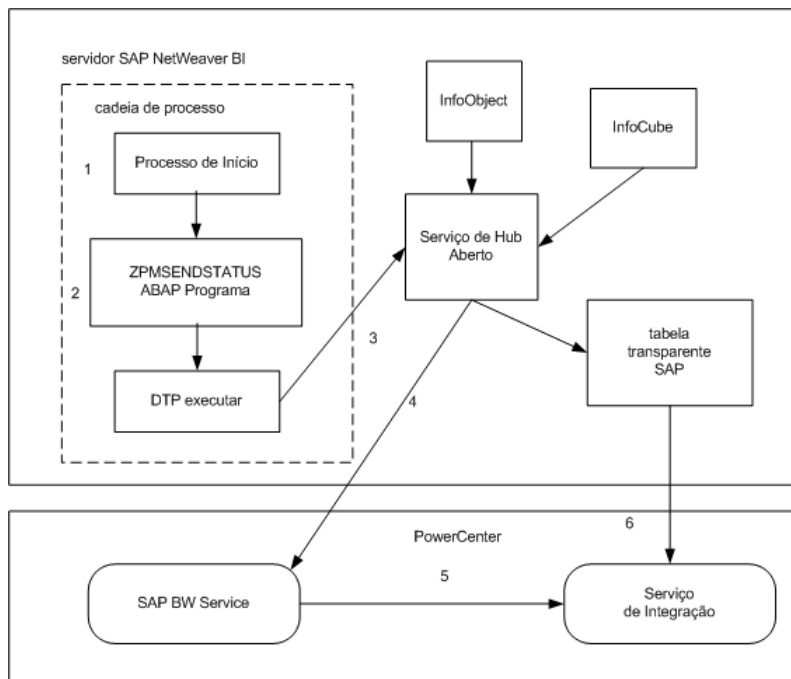 servidor SAP NetWeaver BI
cadeia de processo
1
Processo de Início
2
ZPMSENDSTATUS
ABAP Programa
DTP executar
3
InfoObject
InfoCube
Serviço de Hub
Aberto
tabela
transparente
SAP
4
6
PowerCenter
SAP BW Service
5
Serviço
de Integração